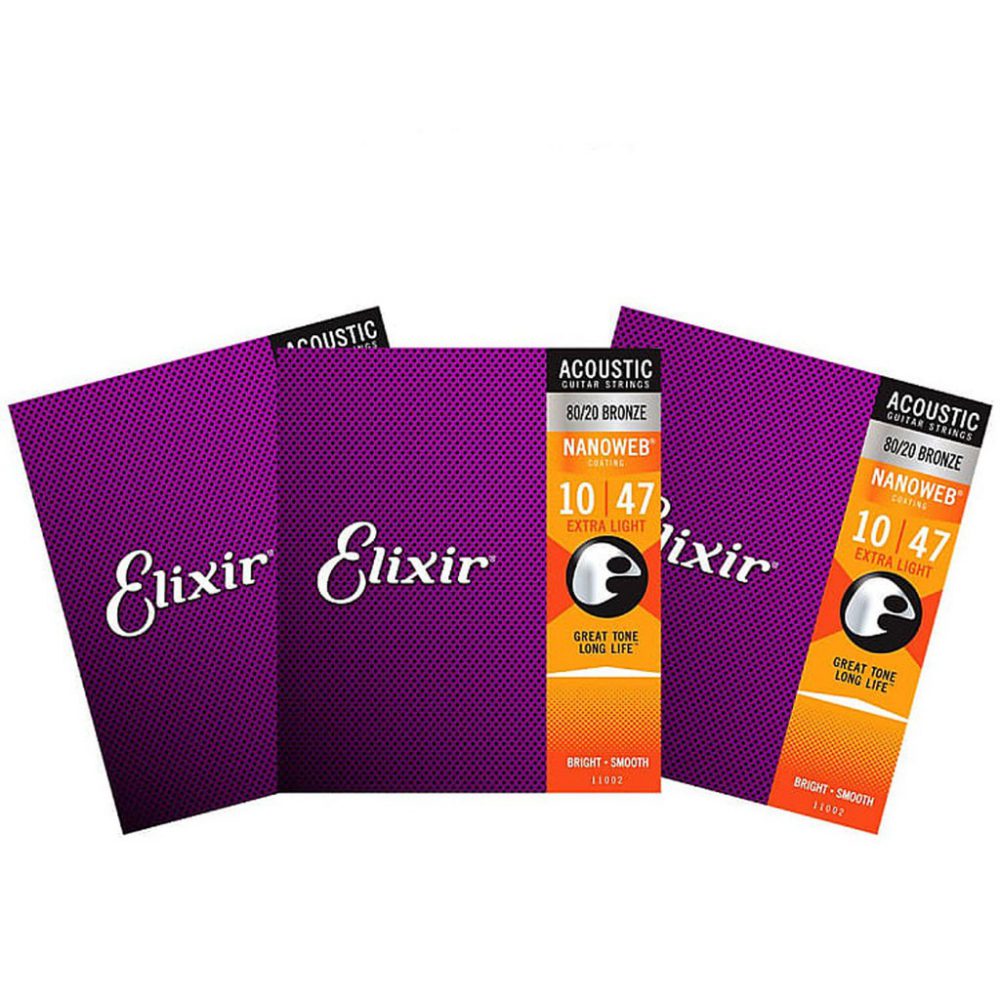 ACOUSTIC
Elixir®
ACOUSTIC
GUITAR STRINGS
80/20 BRONZE
NANOWEB®
COATING
10 | 47
EXTRA LIGHT
Elixir®
GREAT TONE
LONG LIFE™
BRIGHT • SMOOTH
11002
ACOUSTIC
GUITAR STRINGS
80/20 BRONZE
NANOWEB®
COATING
10 | 47
EXTRA LIGHT
lixir®
GREAT TONE
LONG LIFE™
BRIGHT • SMOOTH
11002